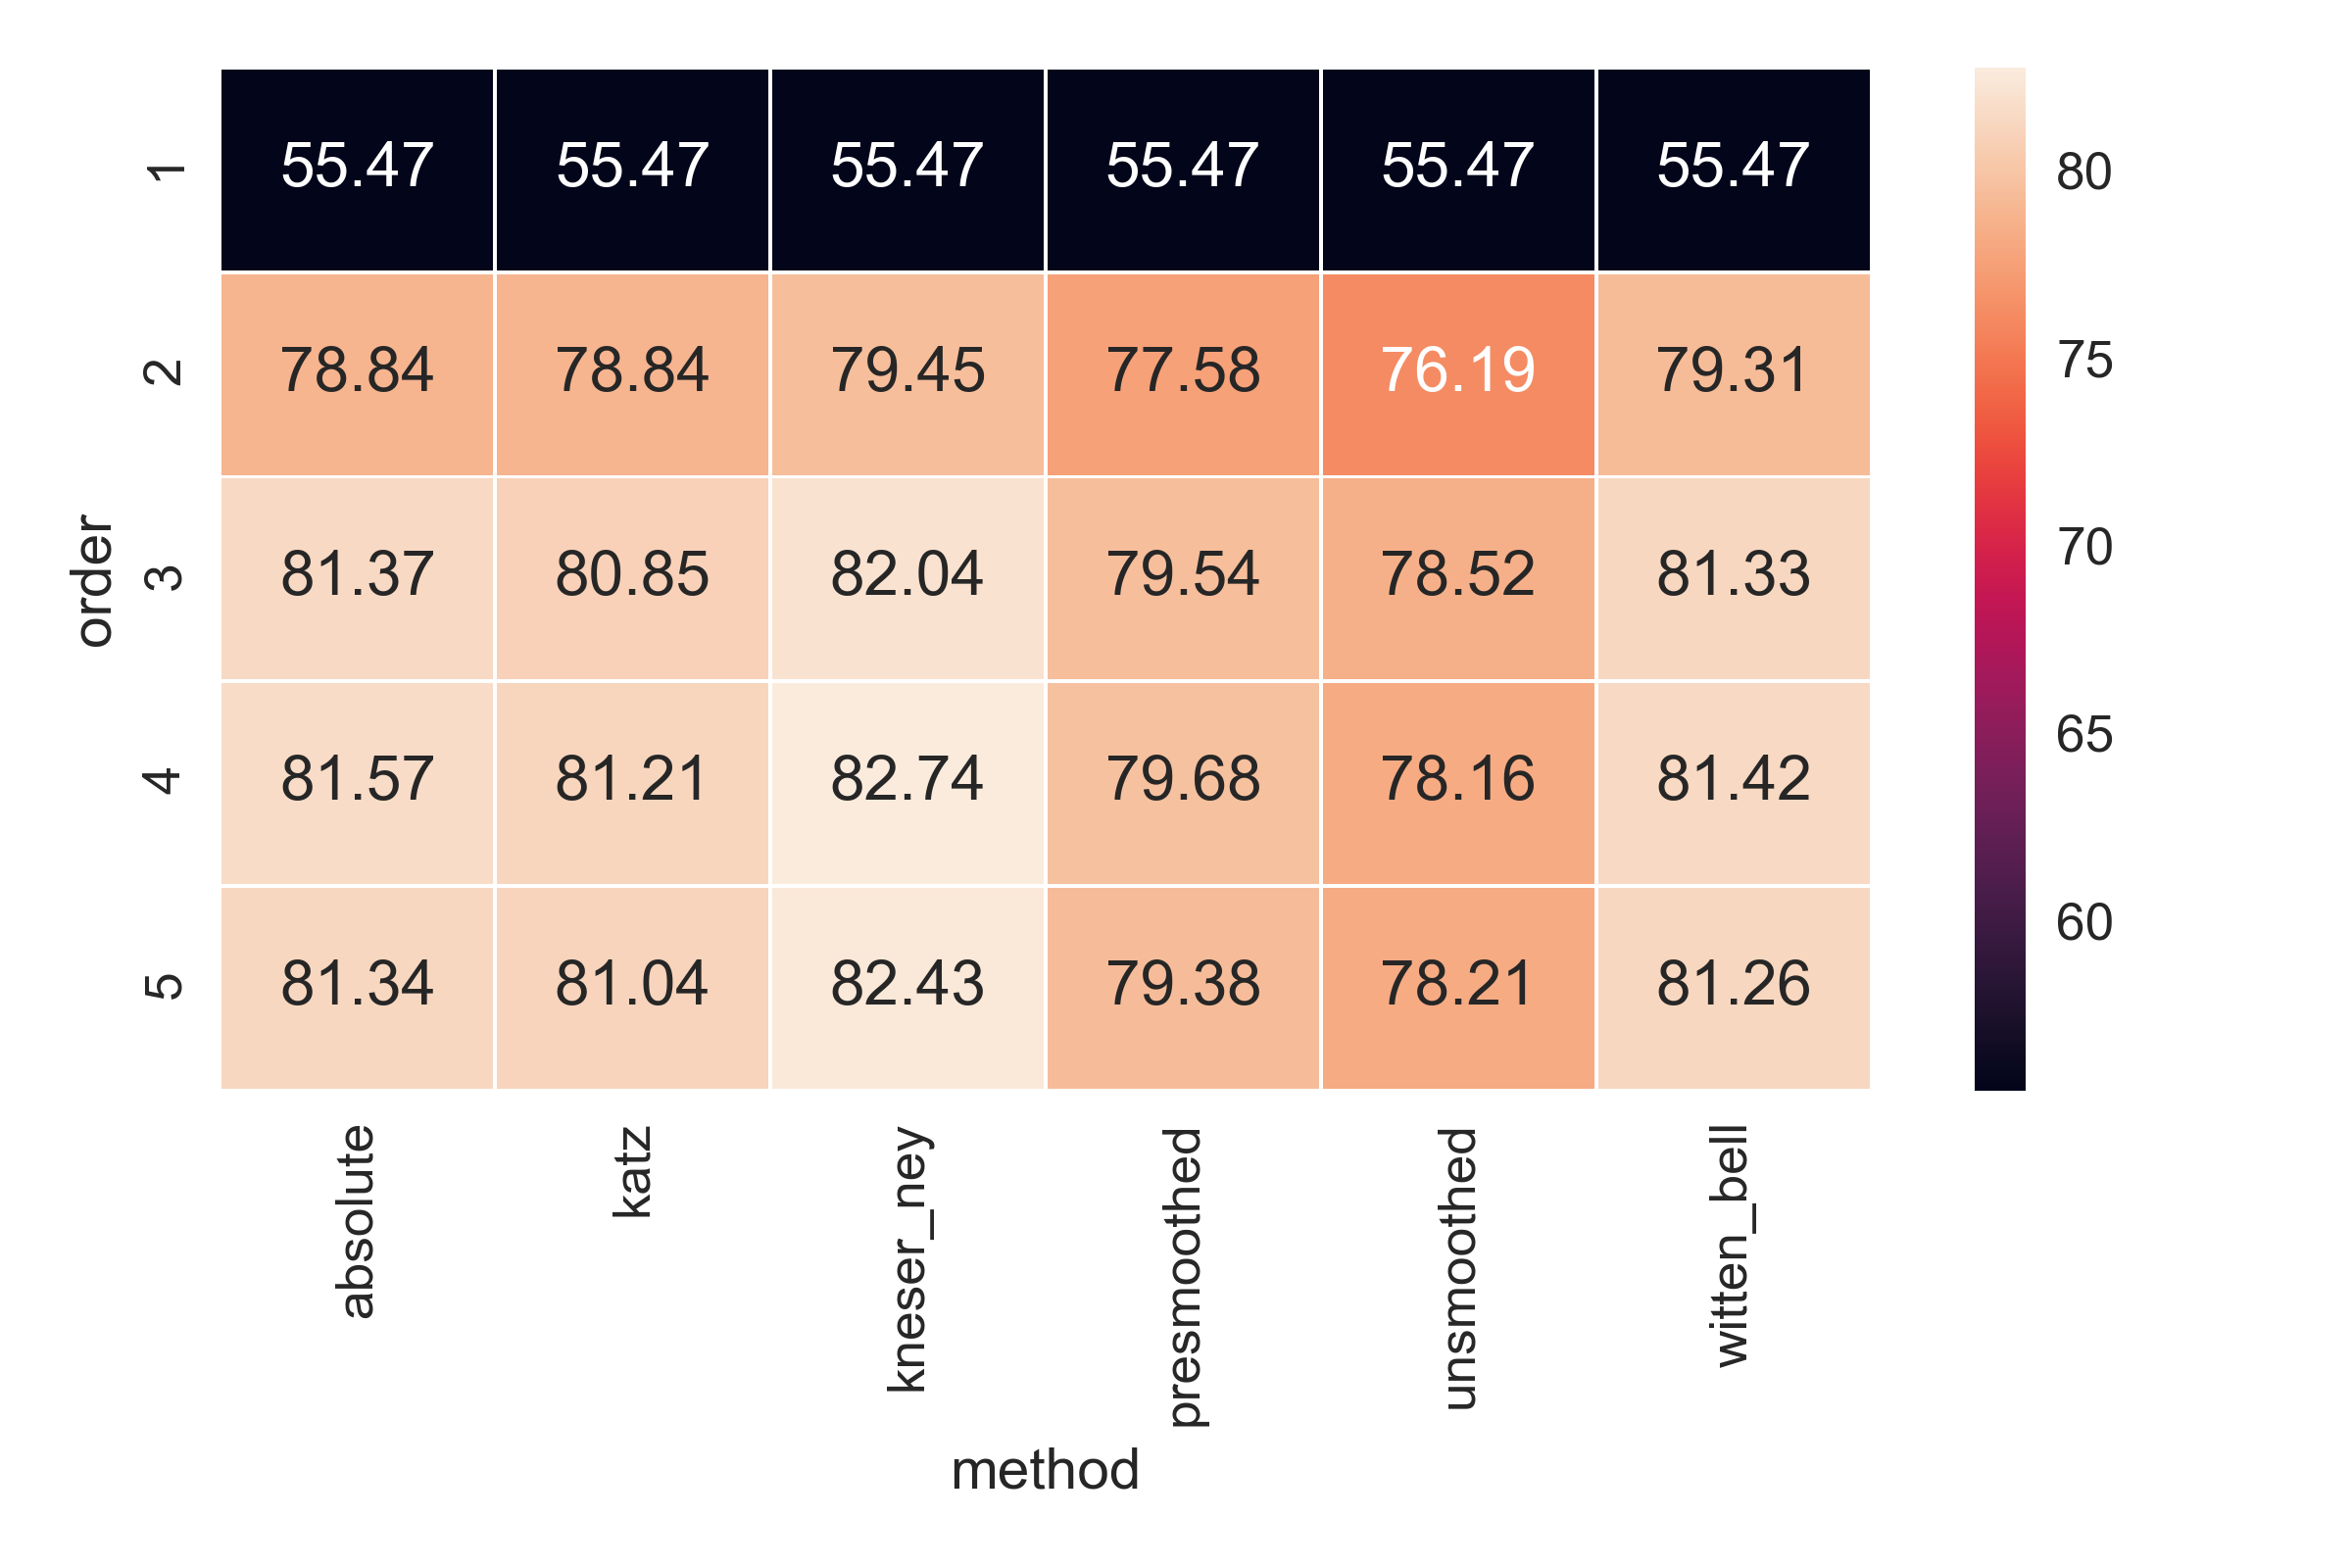 order
1 55.47 55.47 55.47 55.47 55.47 55.47
2 78.84 78.84 79.45 77.58 76.19 79.31
3 81.37 80.85 82.04 79.54 78.52 81.33
4 81.57 81.21 82.74 79.68 78.16 81.42
5 81.34 81.04 82.43 79.38 78.21 81.26
absolute katz kneser_ney presmoothed unsmoothed witten_bell
method
80
75
70
65
60